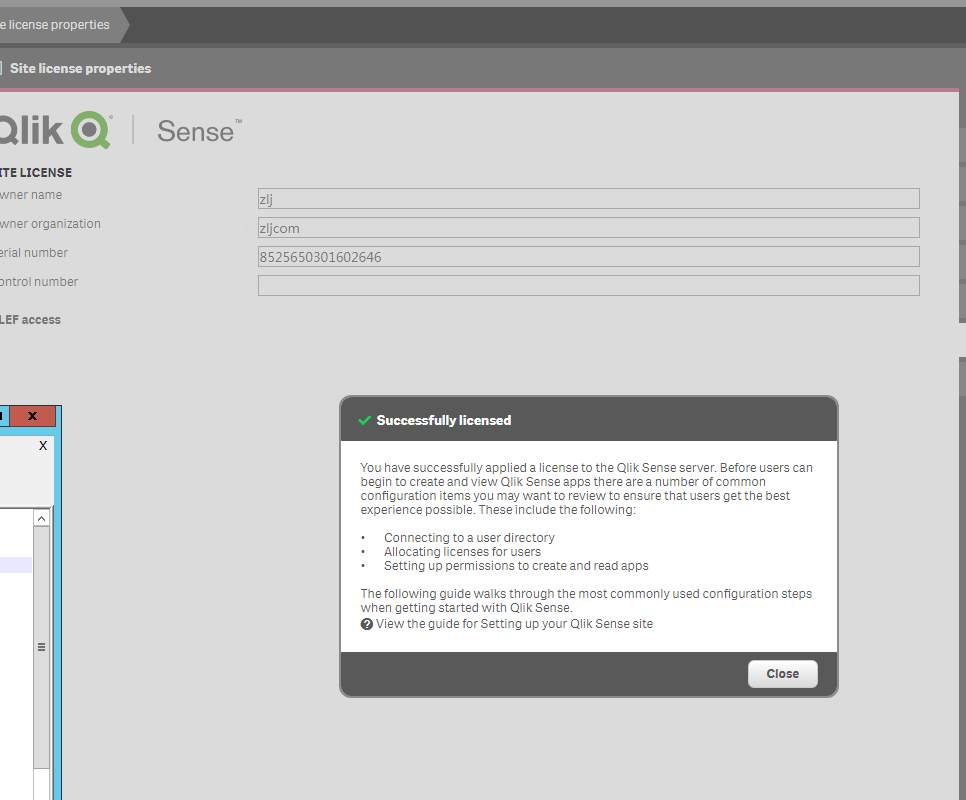 e license properties
Site license properties
Qlik Q | Sense™
ITE LICENSE
wner name
zlj
wner organization
zljcom
erial number
8525650301602646
ontrol number
LEF access
X
X
Successfully licensed
You have successfully applied a license to the Qlik Sense server. Before users can
begin to create and view Qlik Sense apps there are a number of common
configuration items you may want to review to ensure that users get the best
experience possible. These include the following:
• Connecting to a user directory
• Allocating licenses for users
• Setting up permissions to create and read apps
The following guide walks through the most commonly used configuration steps
when getting started with Qlik Sense.
? View the guide for Setting up your Qlik Sense site
Close